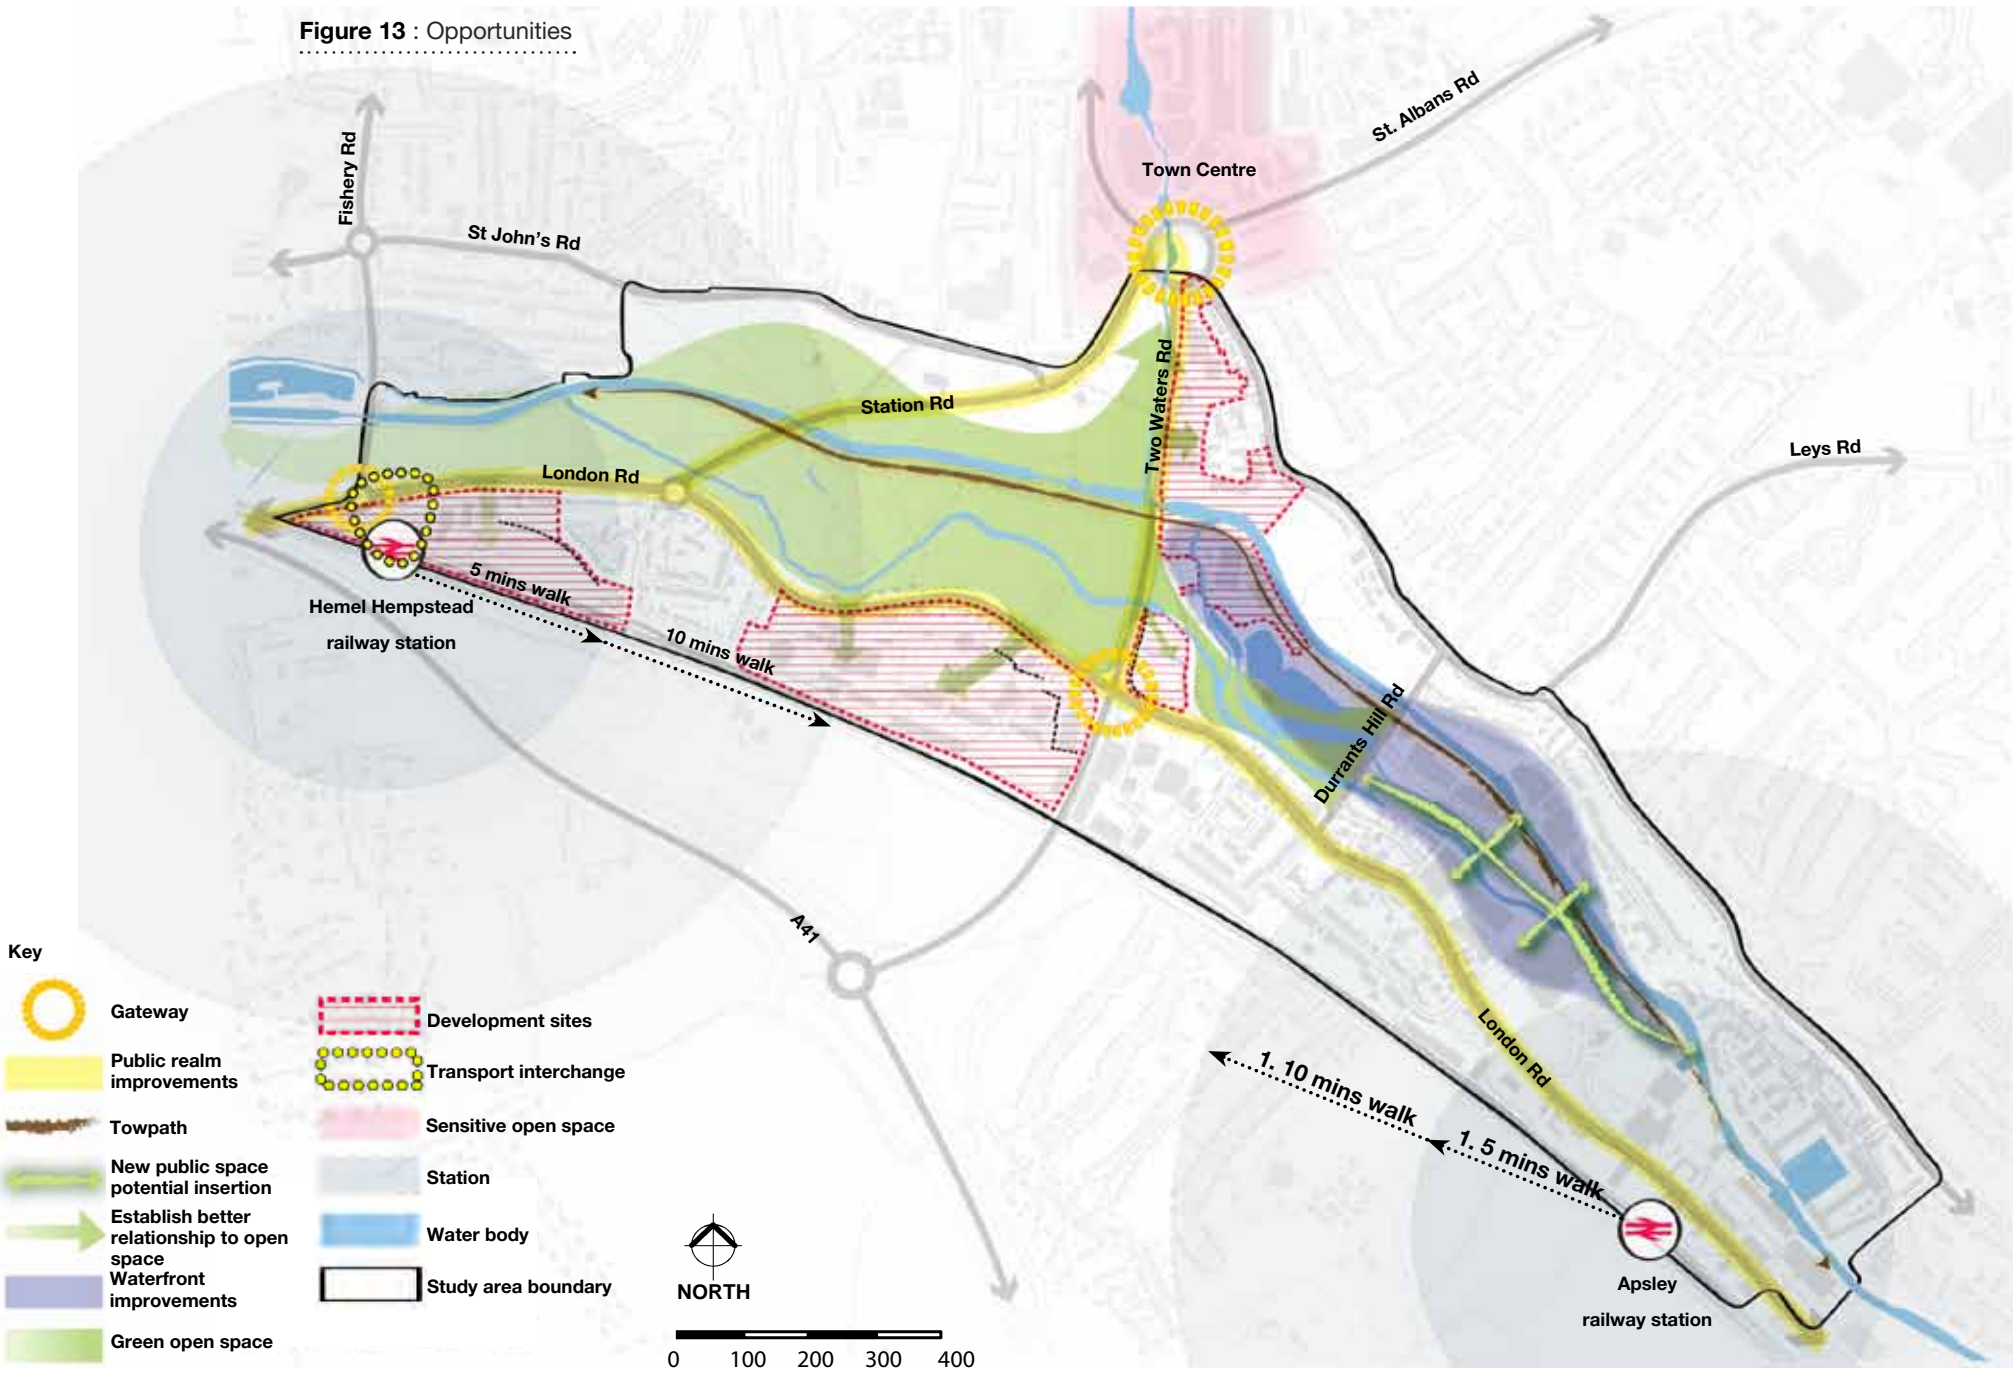 Figure 13 : Opportunities
Fishery Rd
St John's Rd
Town Centre
St. Albans Rd
Station Rd
Two Waters Rd
Leys Rd
London Rd
5 mins walk
Hemel Hempstead
railway station
10 mins walk
Durrants Hill Rd
A41
London Rd
1. 10 mins walk
1. 5 mins walk
Apsley
railway station
Key
Gateway
Public realm
improvements
Towpath
New public space
potential insertion
Establish better
relationship to open
space
Waterfront
improvements
Green open space
Development sites
Transport interchange
Sensitive open space
Station
Water body
Study area boundary
NORTH
0 100 200 300 400